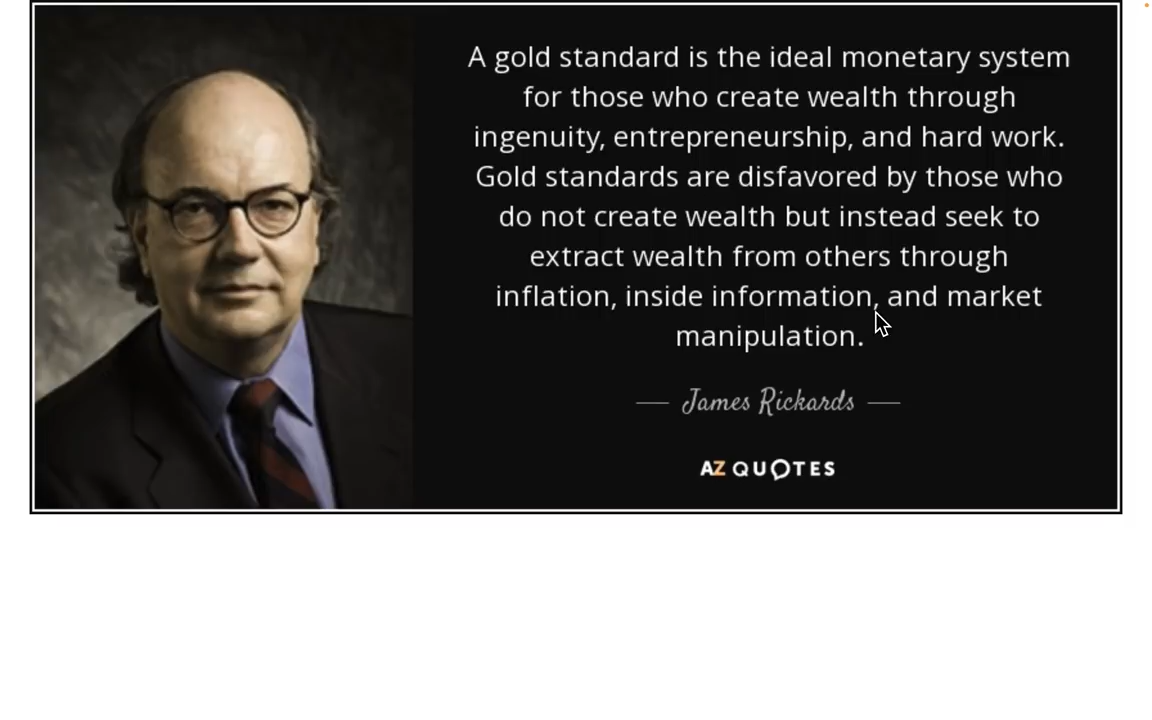 A gold standard is the ideal monetary system
for those who create wealth through
ingenuity, entrepreneurship, and hard work.
Gold standards are disfavored by those who
do not create wealth but instead seek to
extract wealth from others through
inflation, inside information, and market
manipulation.
James Rickards
AZ QUOTES